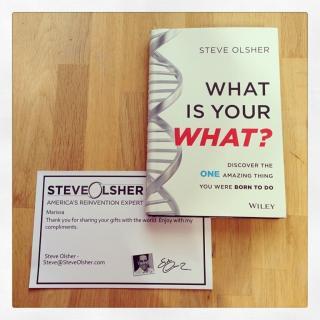 STEVE OLSHER
WHAT
IS YOUR
WHAT?
DISCOVER THE
ONE AMAZING THING
YOU WERE BORN TO DO
WILEY
STEVEOLSHER
AMERICA'S REINVENTION EXPERT
Marissa
Thank you for sharing your gifts with the world. Enjoy with my
compliments.
Steve Olsher -
Steve@SteveOlsher.com